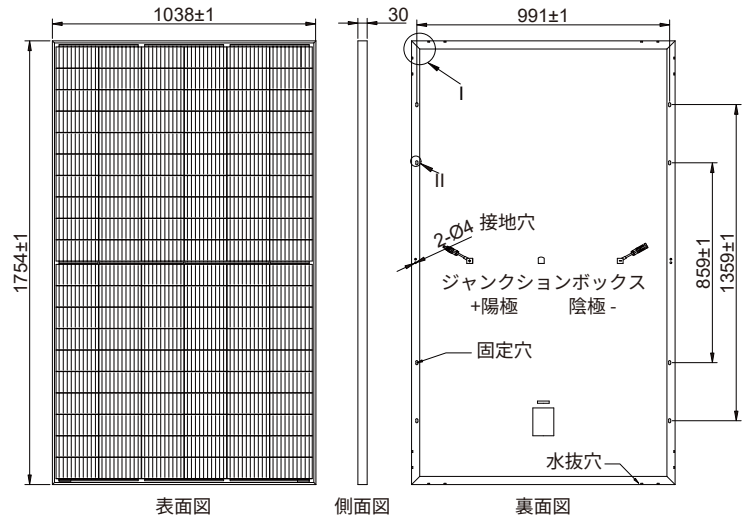 1038±1
30
991±1
I
II
2-Ø4 接地穴
1754±1
859±1
1359±1
ジャンクションボックス
+陽極
陰極 -
固定穴
水抜穴
表面図
側面図
裏面図